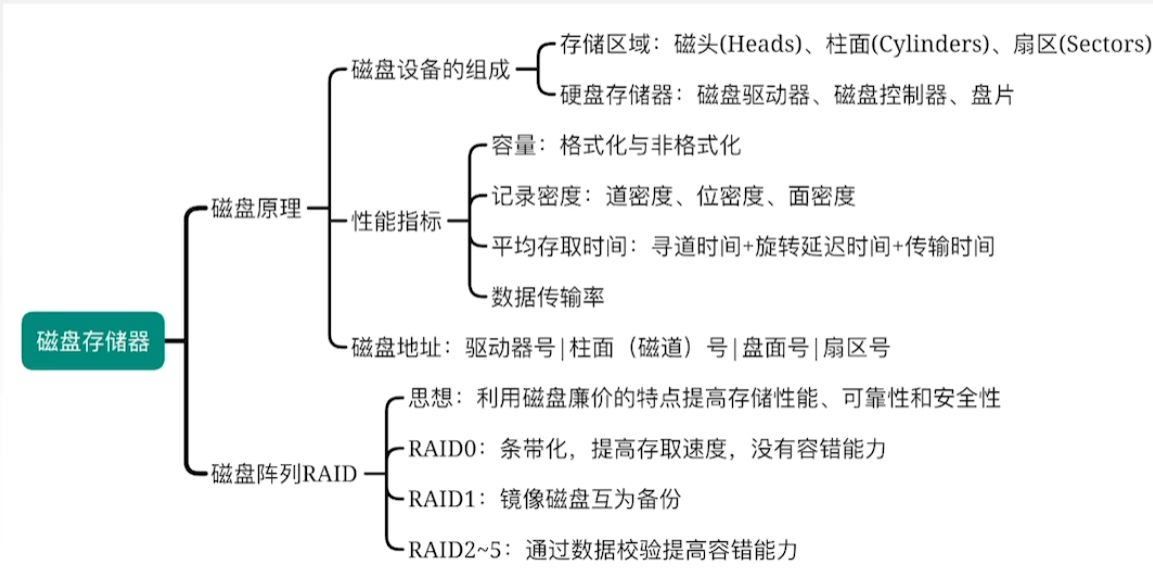 存储区域：磁头(Heads)、柱面(Cylinders)、扇区(Sectors)
磁盘设备的组成
硬盘存储器：磁盘驱动器、磁盘控制器、盘片
容量：格式化与非格式化
记录密度：道密度、位密度、面密度
磁盘原理
性能指标
平均存取时间：寻道时间+旋转延迟时间+传输时间
数据传输率
磁盘存储器
磁盘地址：驱动器号|柱面（磁道）号|盘面号|扇区号
思想：利用磁盘廉价的特点提高存储性能、可靠性和安全性
RAID0：条带化，提高存取速度，没有容错能力
磁盘阵列RAID
RAID1：镜像磁盘互为备份
RAID2~5：通过数据校验提高容错能力